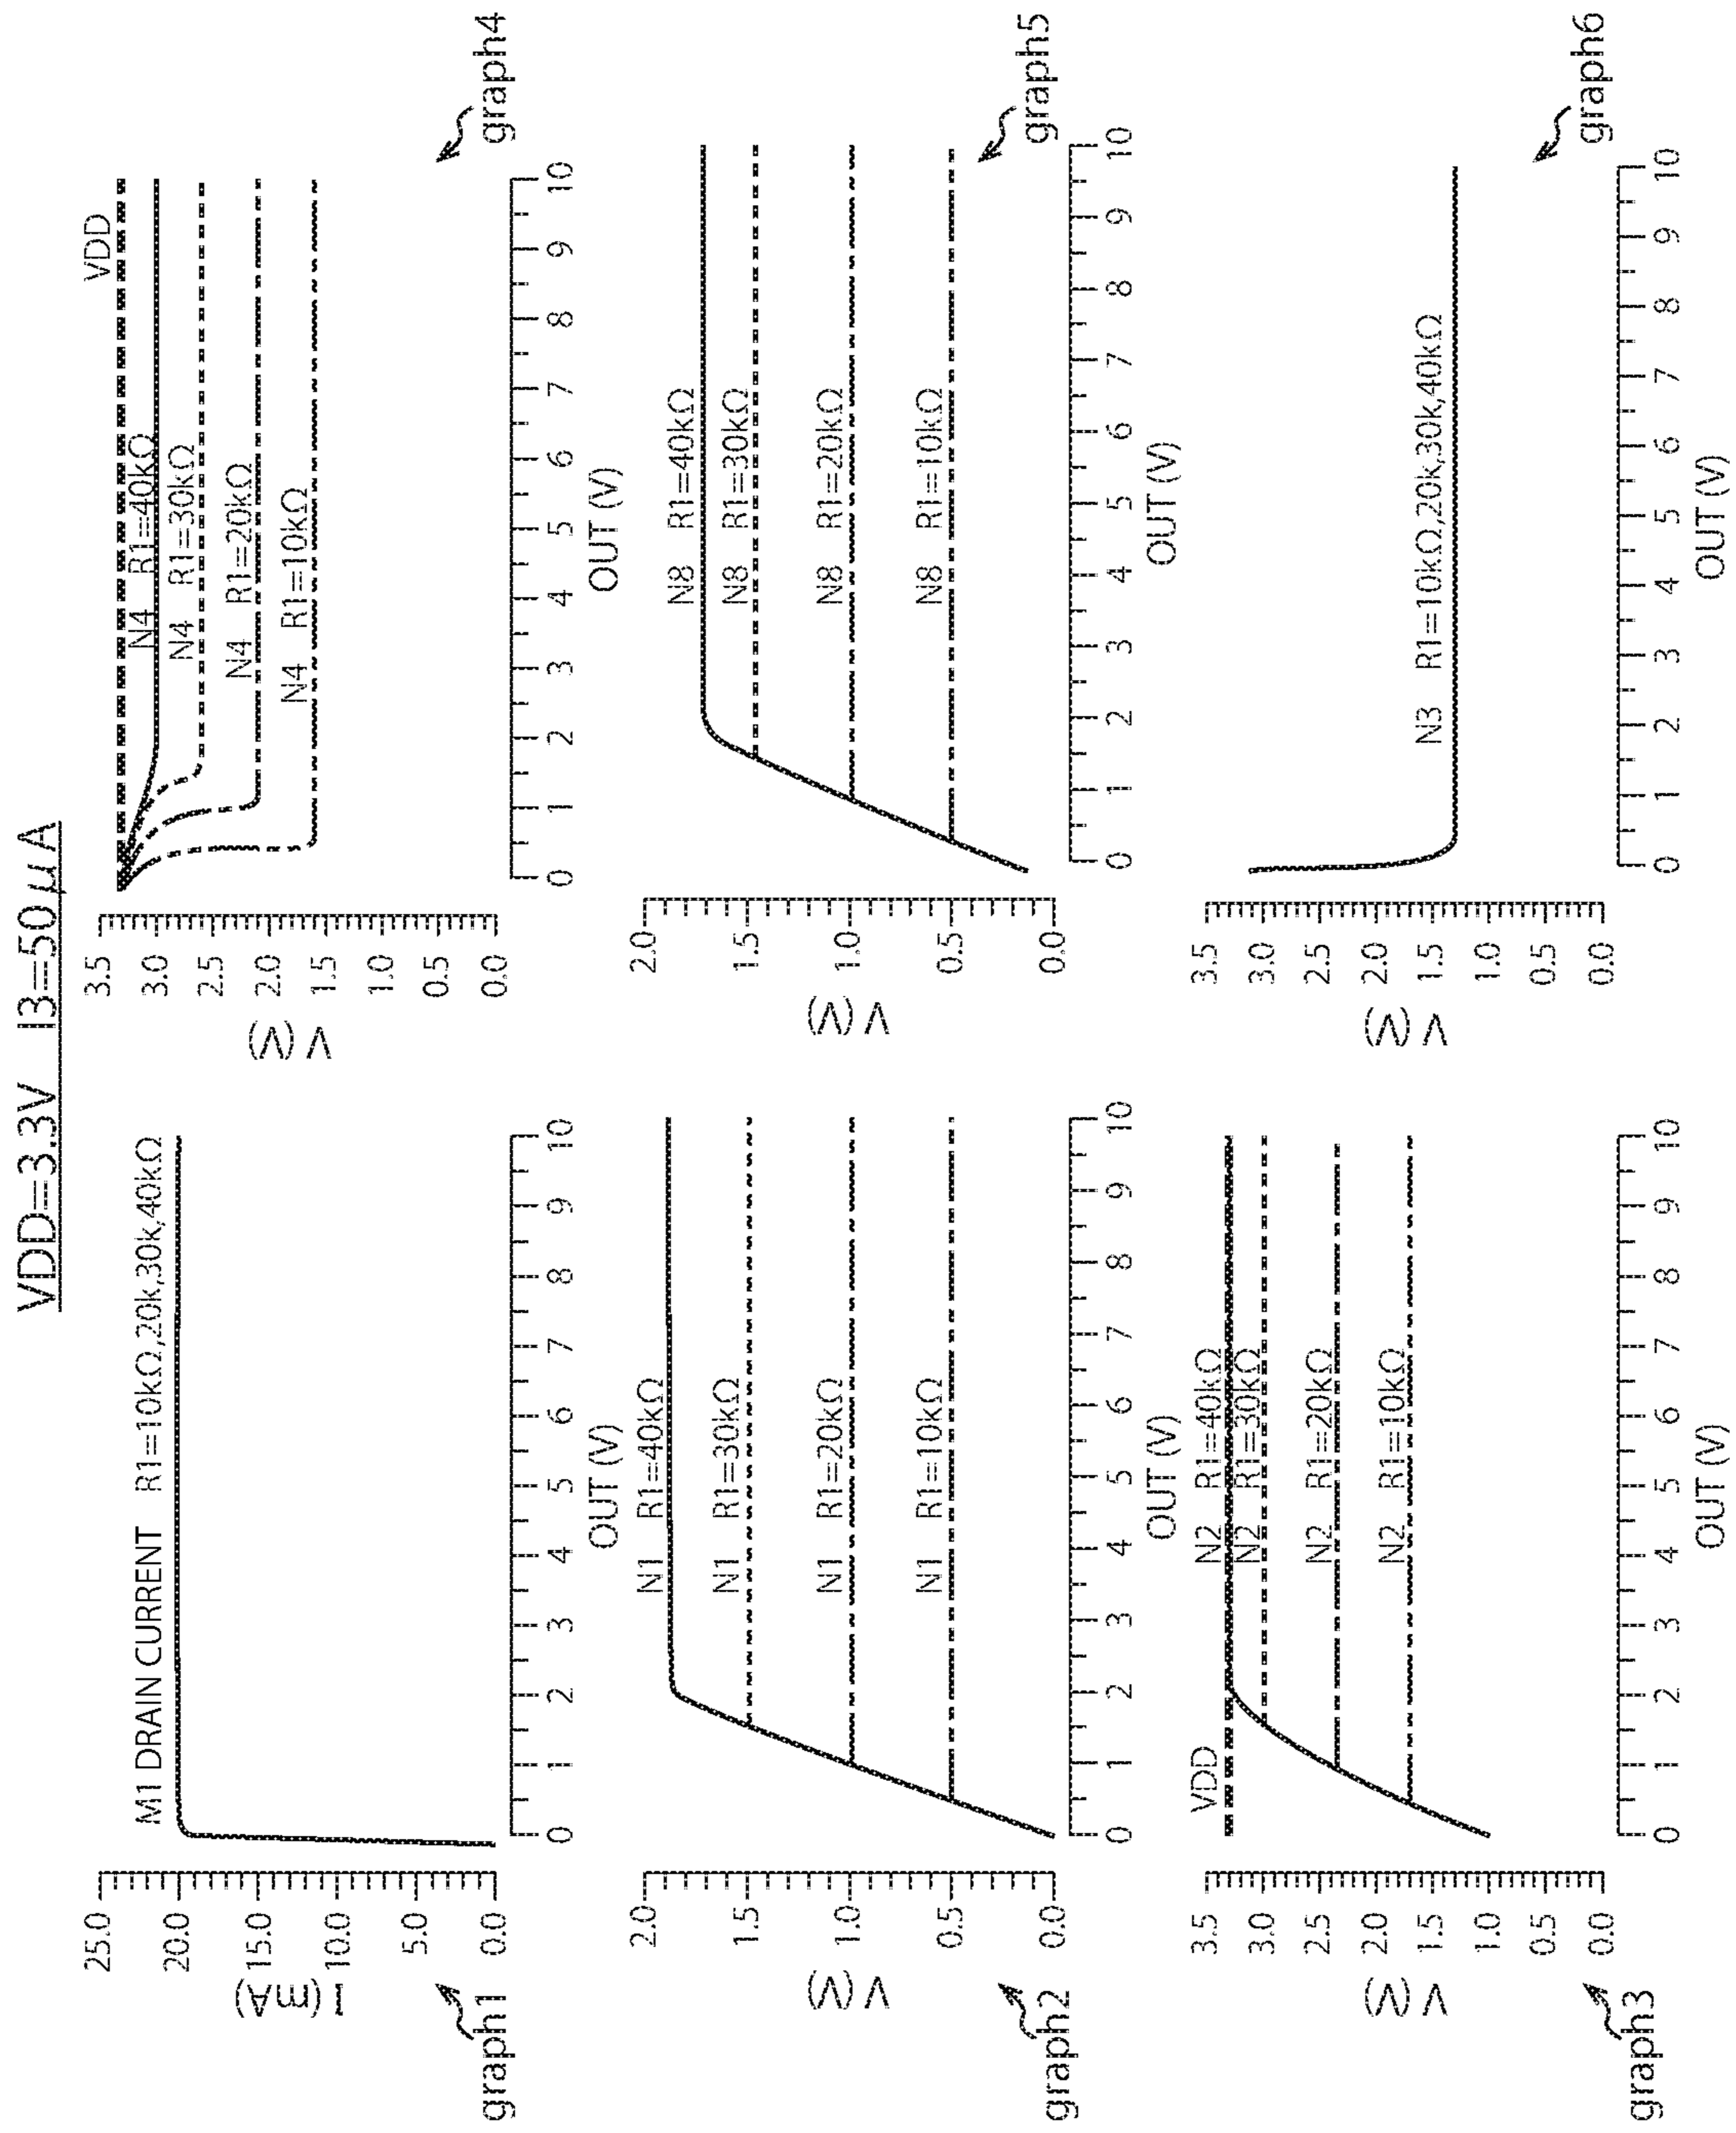 VDD=3.3V I3=50μA
25.0
20.0
15.0
10.0
5.0
0.0
I (mA)
M1 DRAIN CURRENT R1=10kΩ,20k,30k,40kΩ
0 1 2 3 4 5 6 7 8 9 10
OUT (V)
graph1
3.5
3.0
2.5
2.0
1.5
1.0
0.5
0.0
V (V)
VDD
N4 R1=40kΩ
N4 R1=30kΩ
N4 R1=20kΩ
N4 R1=10kΩ
0 1 2 3 4 5 6 7 8 9 10
OUT (V)
graph4
2.0
1.5
1.0
0.5
0.0
V (V)
N1 R1=40kΩ
N1 R1=30kΩ
N1 R1=20kΩ
N1 R1=10kΩ
0 1 2 3 4 5 6 7 8 9 10
OUT (V)
graph2
2.0
1.5
1.0
0.5
0.0
V (V)
N8 R1=40kΩ
N8 R1=30kΩ
N8 R1=20kΩ
N8 R1=10kΩ
0 1 2 3 4 5 6 7 8 9 10
OUT (V)
graph5
3.5
3.0
2.5
2.0
1.5
1.0
0.5
0.0
V (V)
VDD
N2 R1=40kΩ
N2 R1=30kΩ
N2 R1=20kΩ
N2 R1=10kΩ
0 1 2 3 4 5 6 7 8 9 10
OUT (V)
graph3
3.5
3.0
2.5
2.0
1.5
1.0
0.5
0.0
V (V)
N3 R1=10kΩ,20k,30k,40kΩ
0 1 2 3 4 5 6 7 8 9 10
OUT (V)
graph6